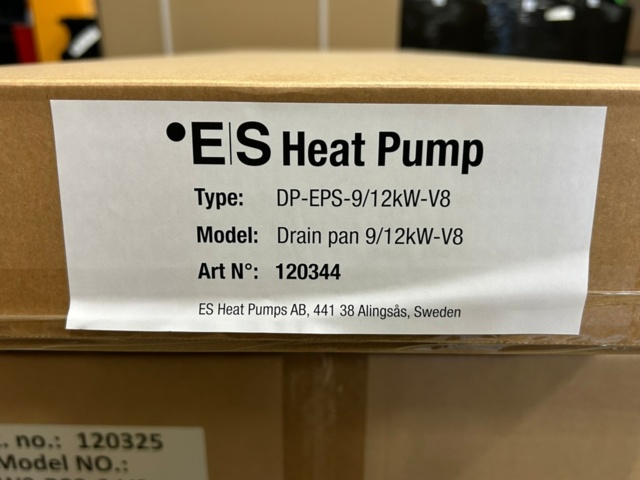 •E|S Heat Pump
Type: DP-EPS-9/12kW-V8
Model: Drain pan 9/12kW-V8
Art N°: 120344
ES Heat Pumps AB, 441 38 Alingsås, Sweden
. no.: 120325
Model NO.: